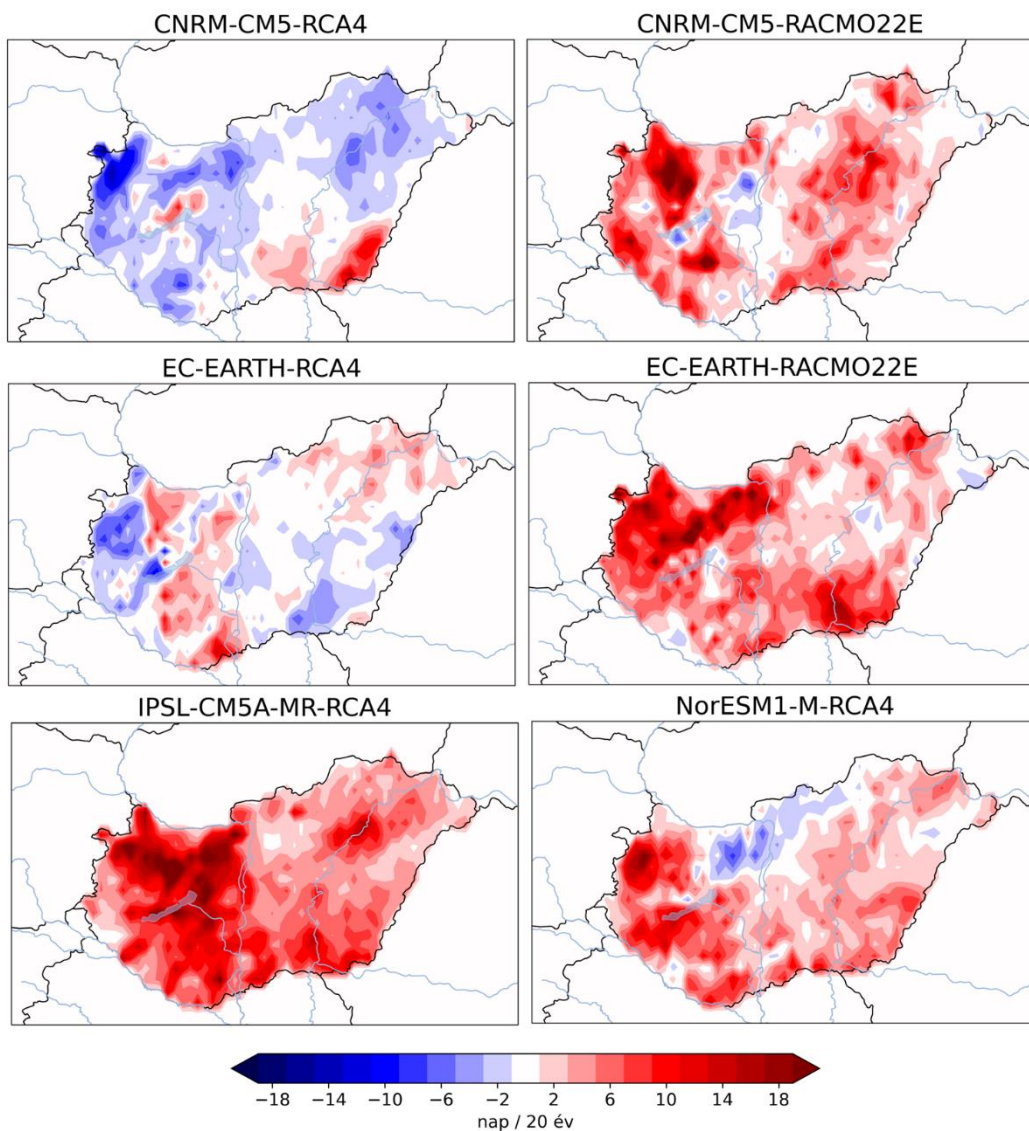 CNRM-CM5-RCA4
CNRM-CM5-RACMO22E
EC-EARTH-RCA4
EC-EARTH-RACMO22E
IPSL-CM5A-MR-RCA4
NorESM1-M-RCA4
−18 −14 −10 −6 −2 2 6 10 14 18
nap / 20 év